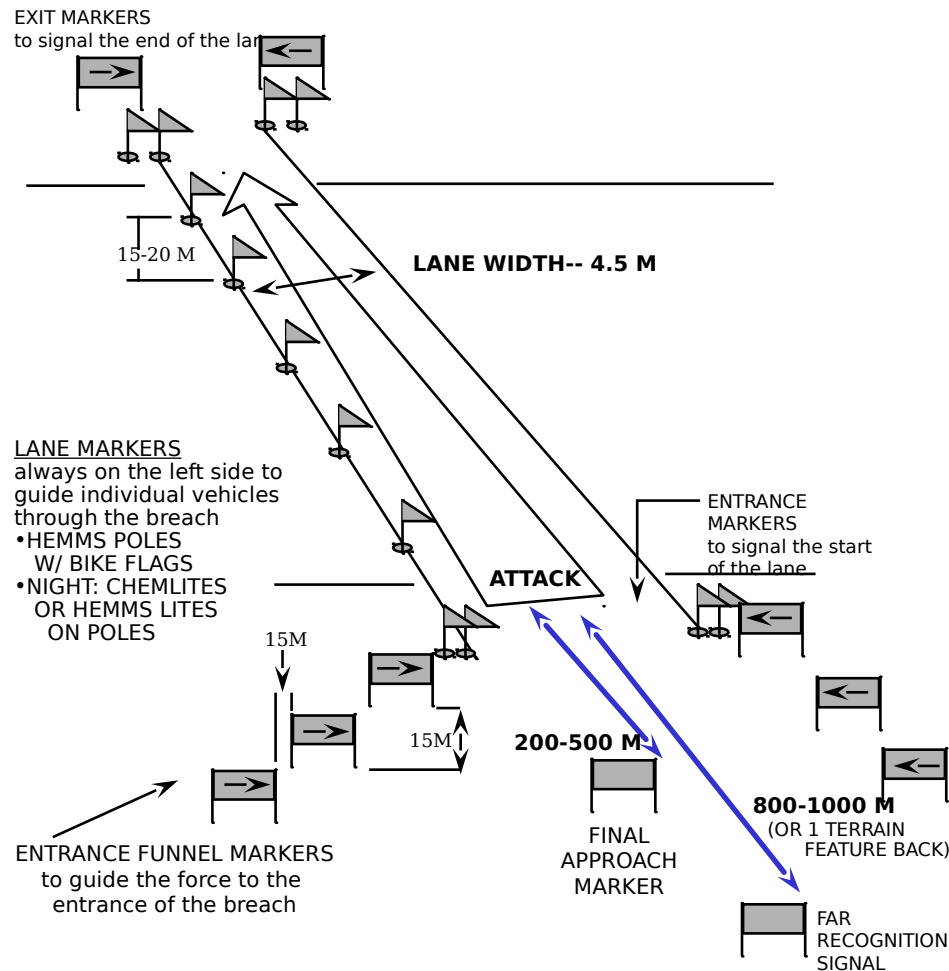 EXIT MARKERS
to signal the end of the lan
15-20 M
LANE WIDTH-- 4.5 M
LANE MARKERS
always on the left side to
guide individual vehicles
through the breach
•HEMMS POLES
W/ BIKE FLAGS
•NIGHT: CHEMLITES
OR HEMMS LITES
ON POLES
ENTRANCE
MARKERS
to signal the start
of the lane
ATTACK
15M
15M
200-500 M
800-1000 M
(OR 1 TERRAIN
FEATURE BACK)
FINAL
APPROACH
MARKER
ENTRANCE FUNNEL MARKERS
to guide the force to the
entrance of the breach
FAR
RECOGNITION
SIGNAL